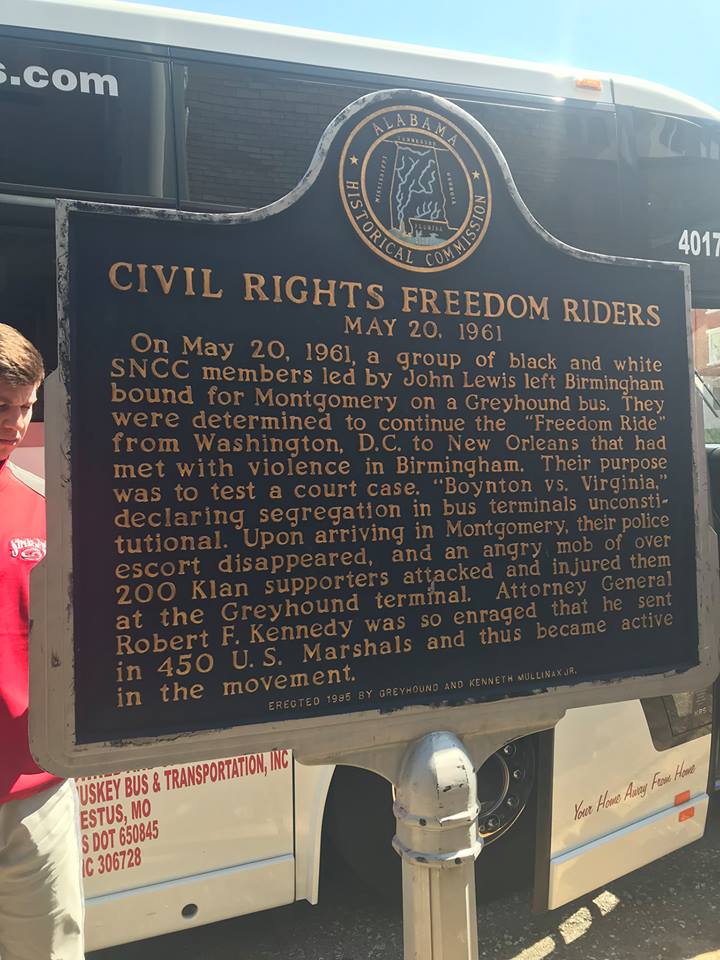 s.com
4017
ALABAMA
HISTORICAL COMMISSION
TENNESSEE
MISSISSIPPI
GEORGIA
FLORIDA
CIVIL RIGHTS FREEDOM RIDERS
MAY 20, 1961
On May 20, 1961, a group of black and white
SNCC members led by John Lewis left Birmingham
bound for Montgomery on a Greyhound bus. They
were determined to continue the "Freedom Ride"
from Washington, D.C. to New Orleans that had
met with violence in Birmingham. Their purpose
was to test a court case. "Boynton vs. Virginia,"
declaring segregation in bus terminals unconsti-
tutional. Upon arriving in Montgomery, their police
escort disappeared, and an angry mob of over
200 Klan supporters attacked and injured them
at the Greyhound terminal. Attorney General
Robert F. Kennedy was so enraged that he sent
in 450 U.S. Marshals and thus became active
in the movement.
ERECTED 1995 BY GREYHOUND AND KENNETH MULLINAX JR.
USKEY BUS & TRANSPORTATION, INC
ESTUS, MO
S DOT 650845
IC 306728
Your Home Away From Home